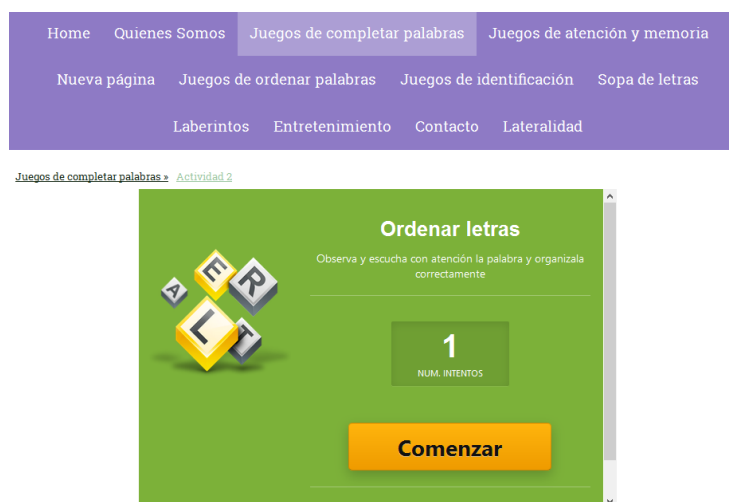 Home Quienes Somos Juegos de completar palabras Juegos de atención y memoria
Nueva página Juegos de ordenar palabras Juegos de identificación Sopa de letras
Laberintos Entretenimiento Contacto Lateralidad
Juegos de completar palabras » Actividad 2
Ordenar letras
Observa y escucha con atención la palabra y organizala
correctamente
A E R L T
1
NUM. INTENTOS
Comenzar